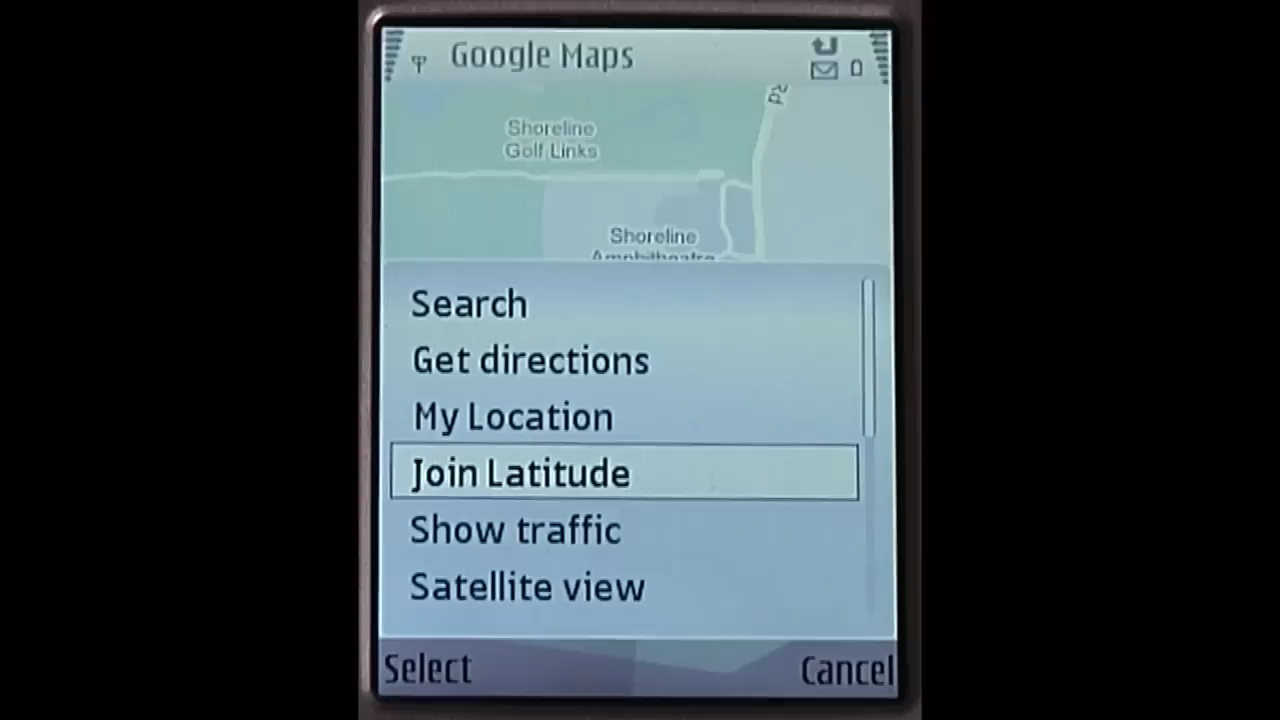 Google Maps
0
Shoreline
Golf Links
Shoreline
Amphitheatre
Search
Get directions
My Location
Join Latitude
Show traffic
Satellite view
Select
Cancel